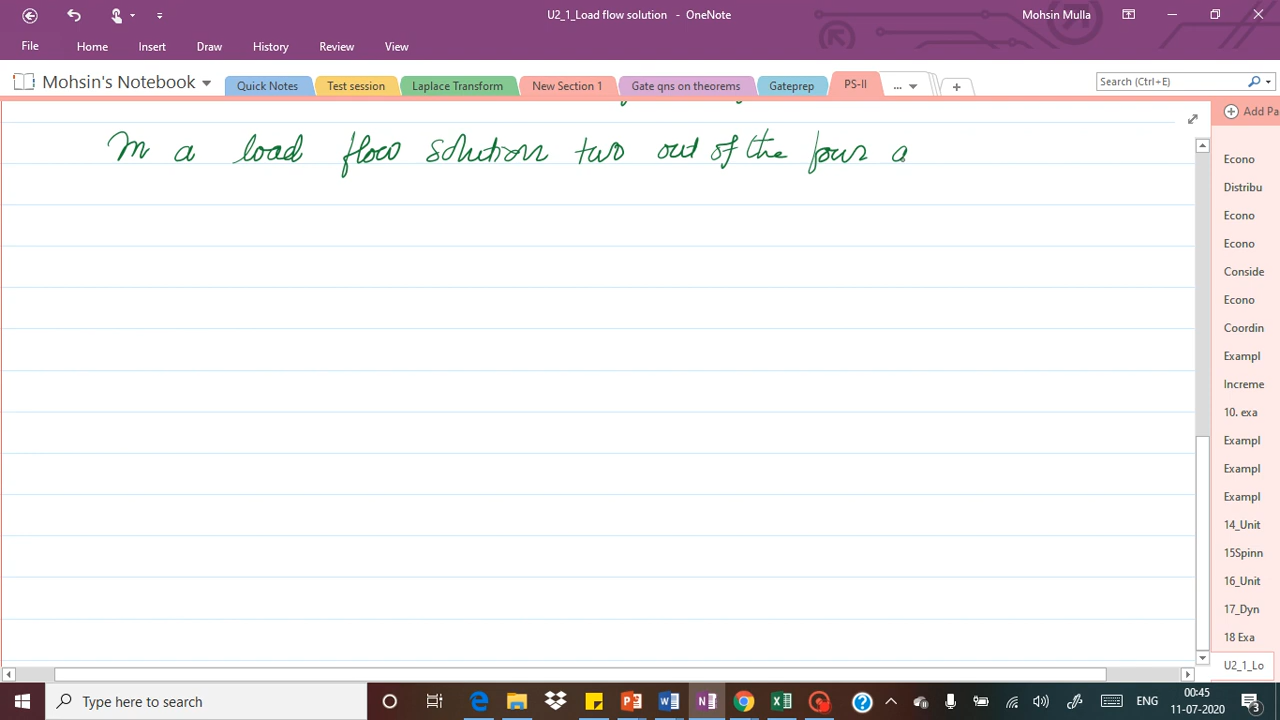 U2_1_Load flow solution - OneNote
Mohsin Mulla
File Home Insert Draw History Review View
Mohsin's Notebook
Quick Notes Test session Laplace Transform New Section 1 Gate qns on theorems Gateprep PS-II ... +
Search (Ctrl+E)
Add Pa
In a load flow solution two out of the four a
Econo
Distribu
Econo
Econo
Conside
Econo
Coordin
Exampl
Increme
10. exa
Exampl
Exampl
Exampl
14_Unit
15Spinn
16_Unit
17_Dyn
18 Exa
U2_1_Lo
Type here to search
ENG
00:45
11-07-2020
3